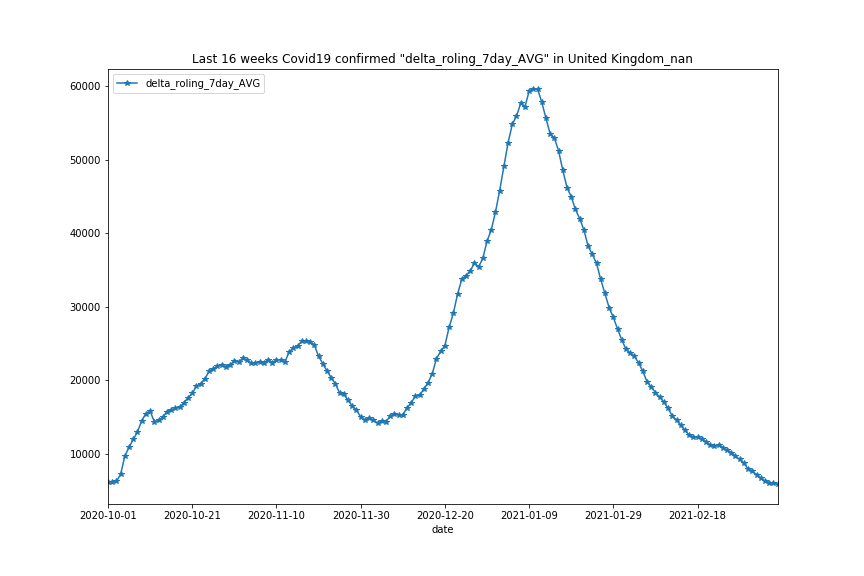 Last 16 weeks Covid19 confirmed "delta_roling_7day_AVG" in United Kingdom_nan
delta_roling_7day_AVG
60000
50000
40000
30000
20000
10000
2020-10-01 2020-10-21 2020-11-10 2020-11-30 2020-12-20 2021-01-09 2021-01-29 2021-02-18
date